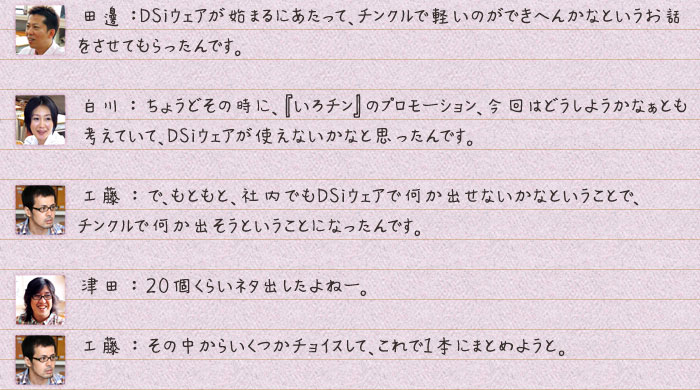 田邊：DSiウェアが始まるにあたって、チンクルで軽いのができへんかなというお話
をさせてもらったんです。
白川：ちょうどその時に、『いろチン』のプロモーション、今回はどうしようかなぁとも
考えていて、DSiウェアが使えないかなと思ったんです。
工藤：で、もともと、社内でもDSiウェアで何か出せないかなということで、
チンクルで何か出そうということになったんです。
津田：20個くらいネタ出したよねー。
工藤：その中からいくつかチョイスして、これで1本にまとめようと。